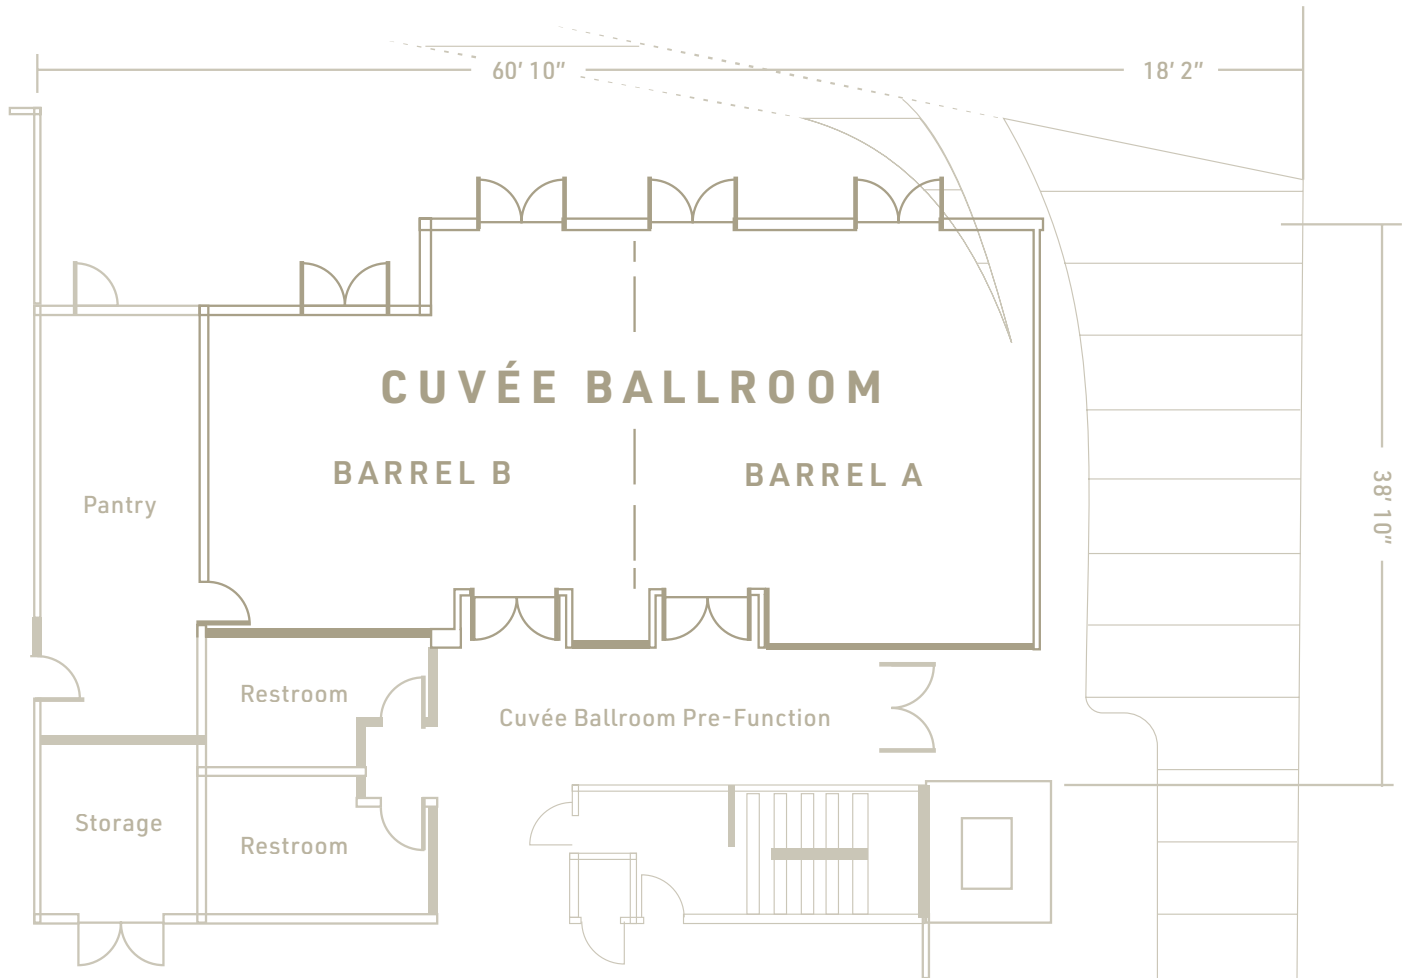 60' 10"
18' 2"
CUVÉE BALLROOM
BARREL B
BARREL A
38' 10"
Pantry
Restroom
Cuvée Ballroom Pre-Function
Storage
Restroom